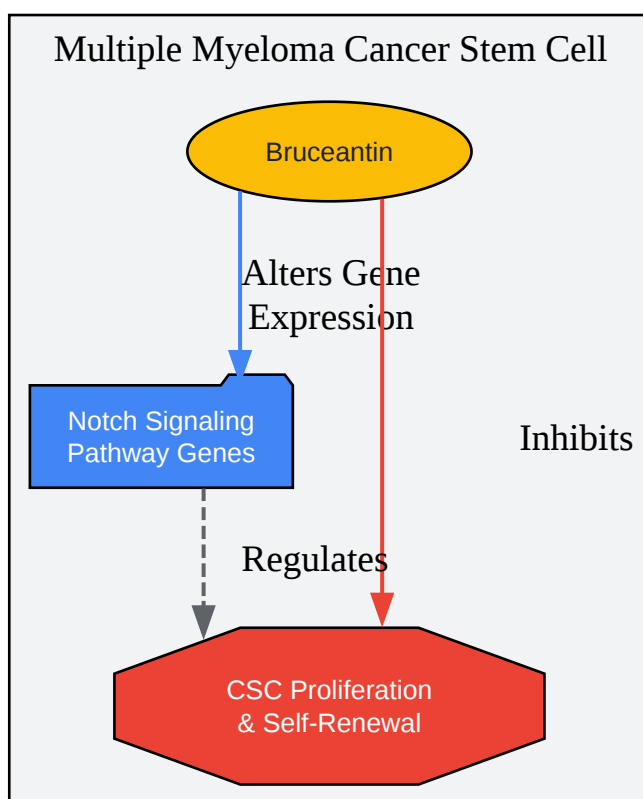 Multiple Myeloma Cancer Stem Cell
Bruceantin
Alters Gene
Expression
Notch Signaling
Pathway Genes
Inhibits
Regulates
CSC Proliferation
& Self-Renewal